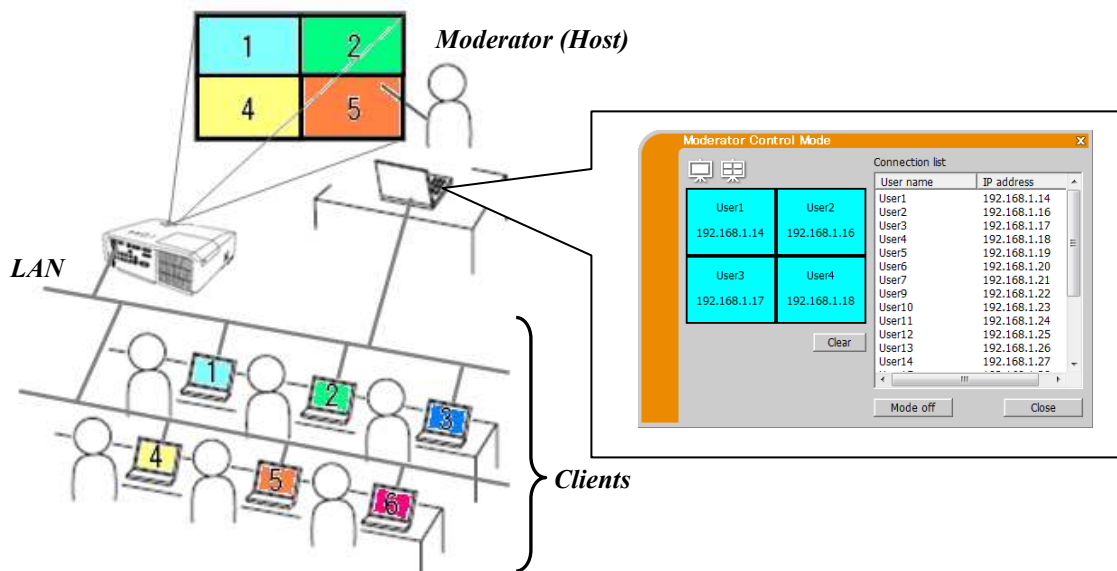 1
2
4
5
Moderator (Host)
LAN
1
2
3
4
5
6
Clients
Moderator Control Mode
x
User1
192.168.1.14
User2
192.168.1.16
User3
192.168.1.17
User4
192.168.1.18
Clear
Connection list
User name IP address
User1 192.168.1.14
User2 192.168.1.16
User3 192.168.1.17
User4 192.168.1.18
User5 192.168.1.19
User6 192.168.1.20
User7 192.168.1.21
User9 192.168.1.22
User10 192.168.1.23
User11 192.168.1.24
User12 192.168.1.25
User13 192.168.1.26
User14 192.168.1.27
Mode off
Close